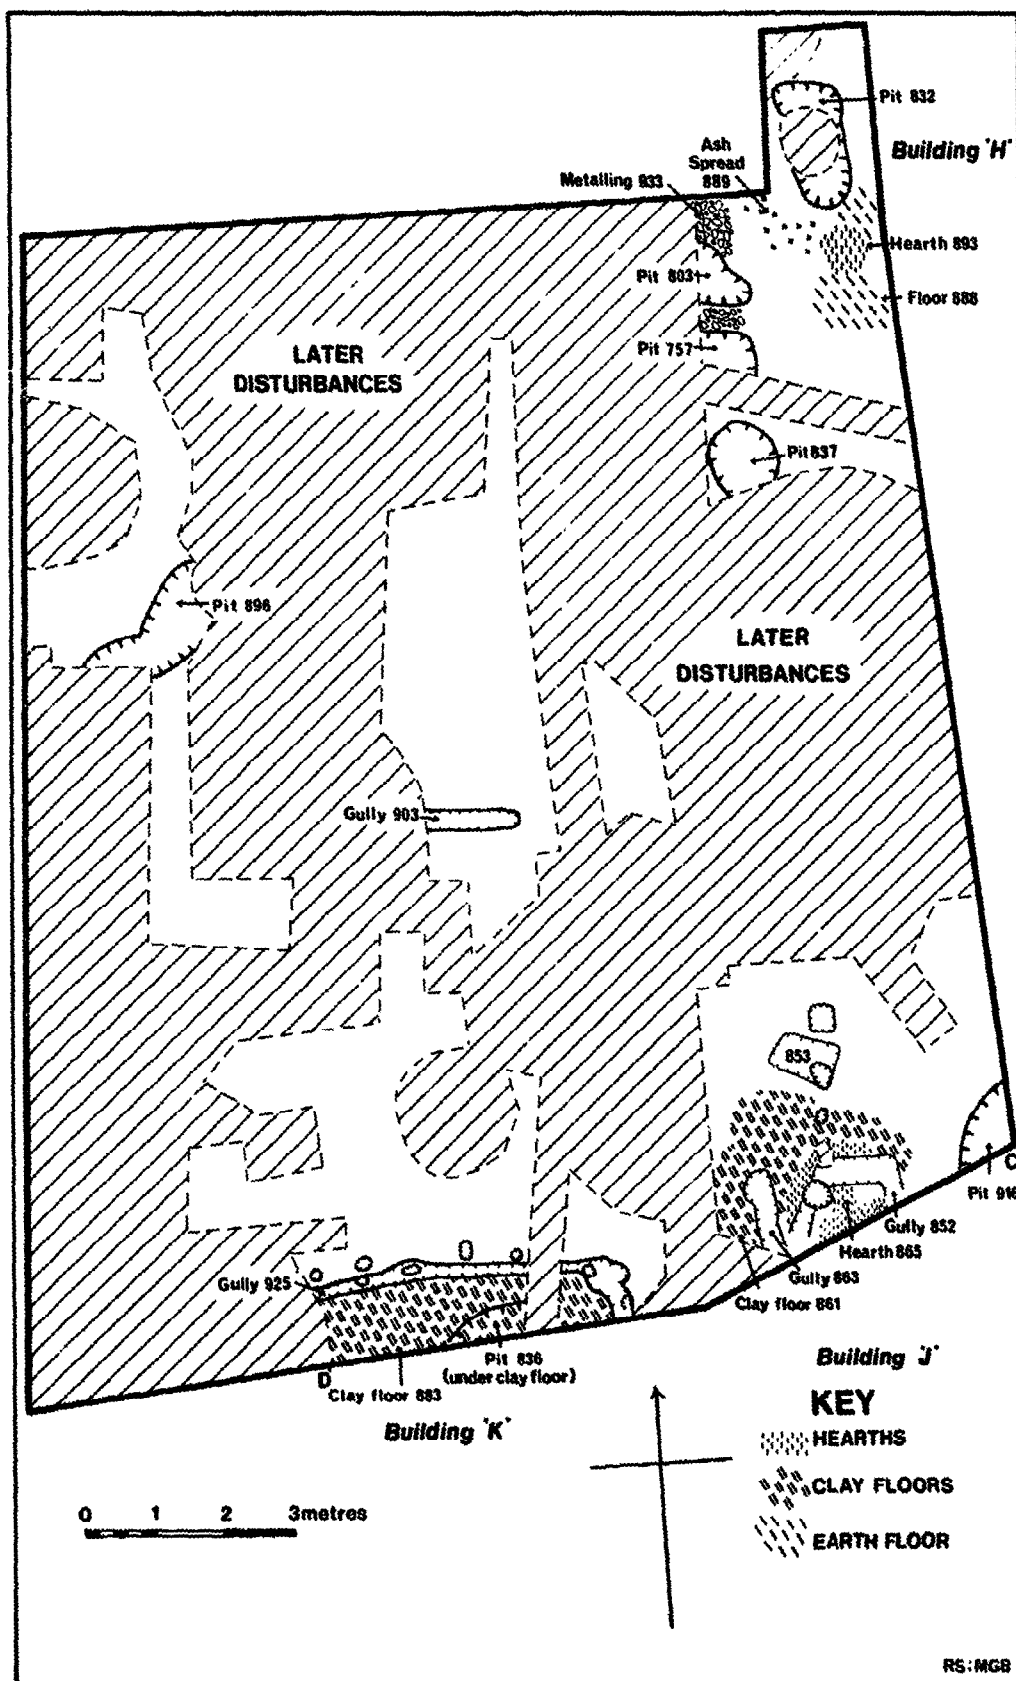 Pit 832
Building 'H'
Ash
Spread
889
Metalling 933
Hearth 893
Pit 803
Floor 888
Pit 757
LATER
DISTURBANCES
Pit 837
Pit 896
LATER
DISTURBANCES
Gully 903
853
C
Pit 916
Gully 852
Hearth 865
Gully 863
Clay floor 861
Gully 925
D
Pit 836
(under clay floor)
Clay floor 883
Building 'J'
Building 'K'
KEY
HEARTHS
CLAY FLOORS
EARTH FLOOR
0 1 2 3metres
RS:MGB